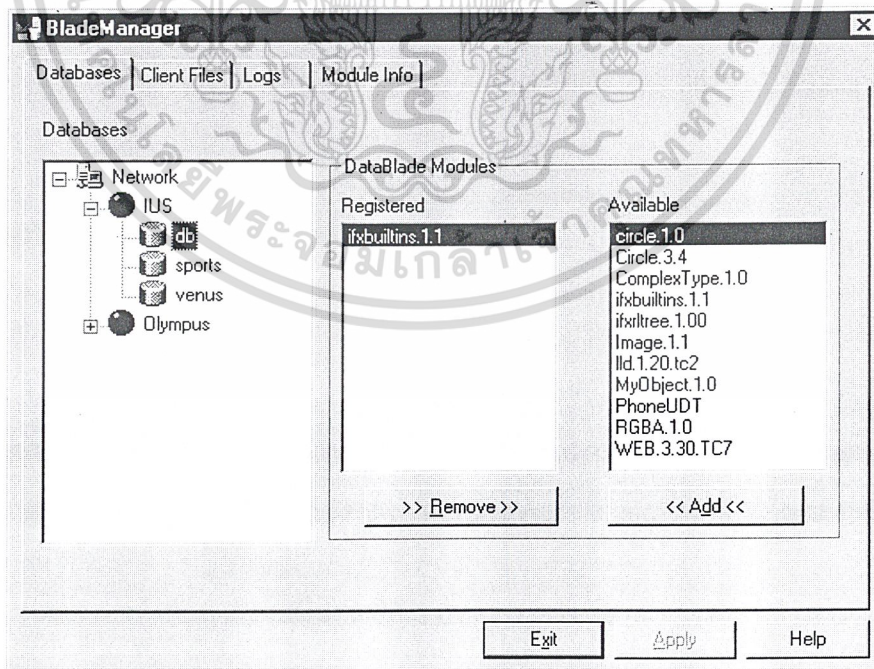 BladeManager
Databases
Client Files
Logs
Module Info
Databases
Network
IUS
db
sports
venus
Olympus
DataBlade Modules
Registered
ifxbuiltins.1.1
Available
circle.1.0
Circle.3.4
ComplexType.1.0
ifxbuiltins.1.1
ifxrltree.1.00
Image.1.1
lld.1.20.tc2
MyObject.1.0
PhoneUDT
RGBA.1.0
WEB.3.30.TC7
>> Remove >>
<< Add <<
Exit
Apply
Help